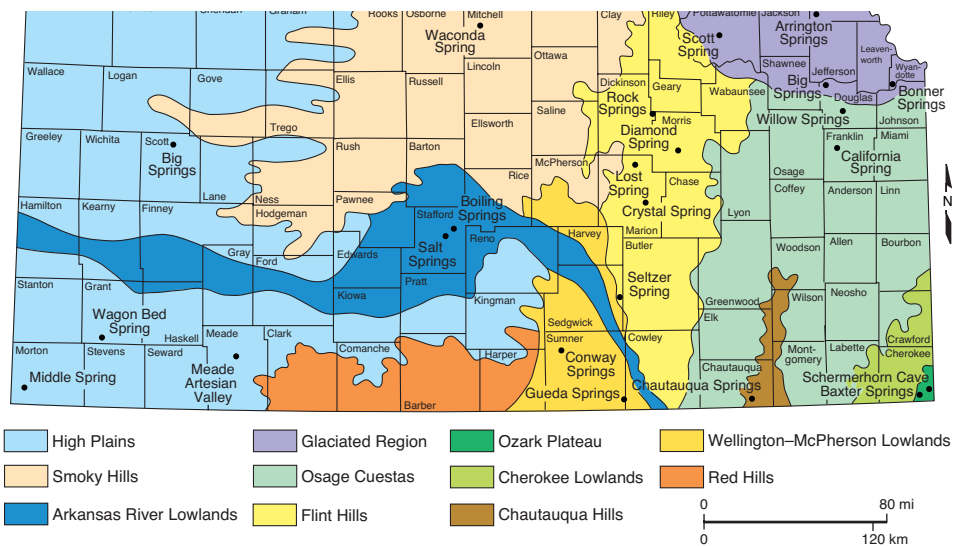 Sheridan
Graham
Rooks
Osborne
Mitchell
Clay
Riley
Pottawatomie
Jackson
Waconda
Spring
Scott
Spring
Arrington
Springs
Ottawa
Lincoln
Leaven-
worth
Shawnee
Jefferson
Wyan-
dotte
Wallace
Logan
Gove
Ellis
Russell
Dickinson
Geary
Wabaunsee
Big
Springs
Douglas
Bonner
Springs
Rock
Springs
Saline
Ellsworth
Trego
Morris
Willow Springs
Johnson
Diamond
Spring
Greeley
Wichita
Scott
Big
Springs
Rush
Barton
Franklin
Miami
California
Spring
McPherson
Rice
Lost
Spring
Chase
Osage
Coffey
Anderson
Linn
Lane
Ness
Hodgeman
Pawnee
Hamilton
Kearny
Finney
Stafford
Boiling
Springs
Crystal Spring
Lyon
Marion
Reno
Harvey
Butler
Gray
Ford
Edwards
Salt
Springs
Woodson
Allen
Bourbon
Stanton
Grant
Pratt
Kiowa
Kingman
Seltzer
Spring
Greenwood
Wilson
Neosho
Wagon Bed
Spring
Haskell
Meade
Clark
Sedgwick
Elk
Sumner
Cowley
Crawford
Morton
Stevens
Seward
Comanche
Harper
Mont-
gomery
Labette
Cherokee
Middle Spring
Meade
Artesian
Valley
Conway
Springs
Chautauqua
Chautauqua Springs
Schermerhorn Cave
Baxter Springs
Gueda Springs
Barber
N
High Plains
Glaciated Region
Ozark Plateau
Wellington–McPherson Lowlands
Smoky Hills
Osage Cuestas
Cherokee Lowlands
Red Hills
Arkansas River Lowlands
Flint Hills
Chautauqua Hills
0
80 mi
0
120 km